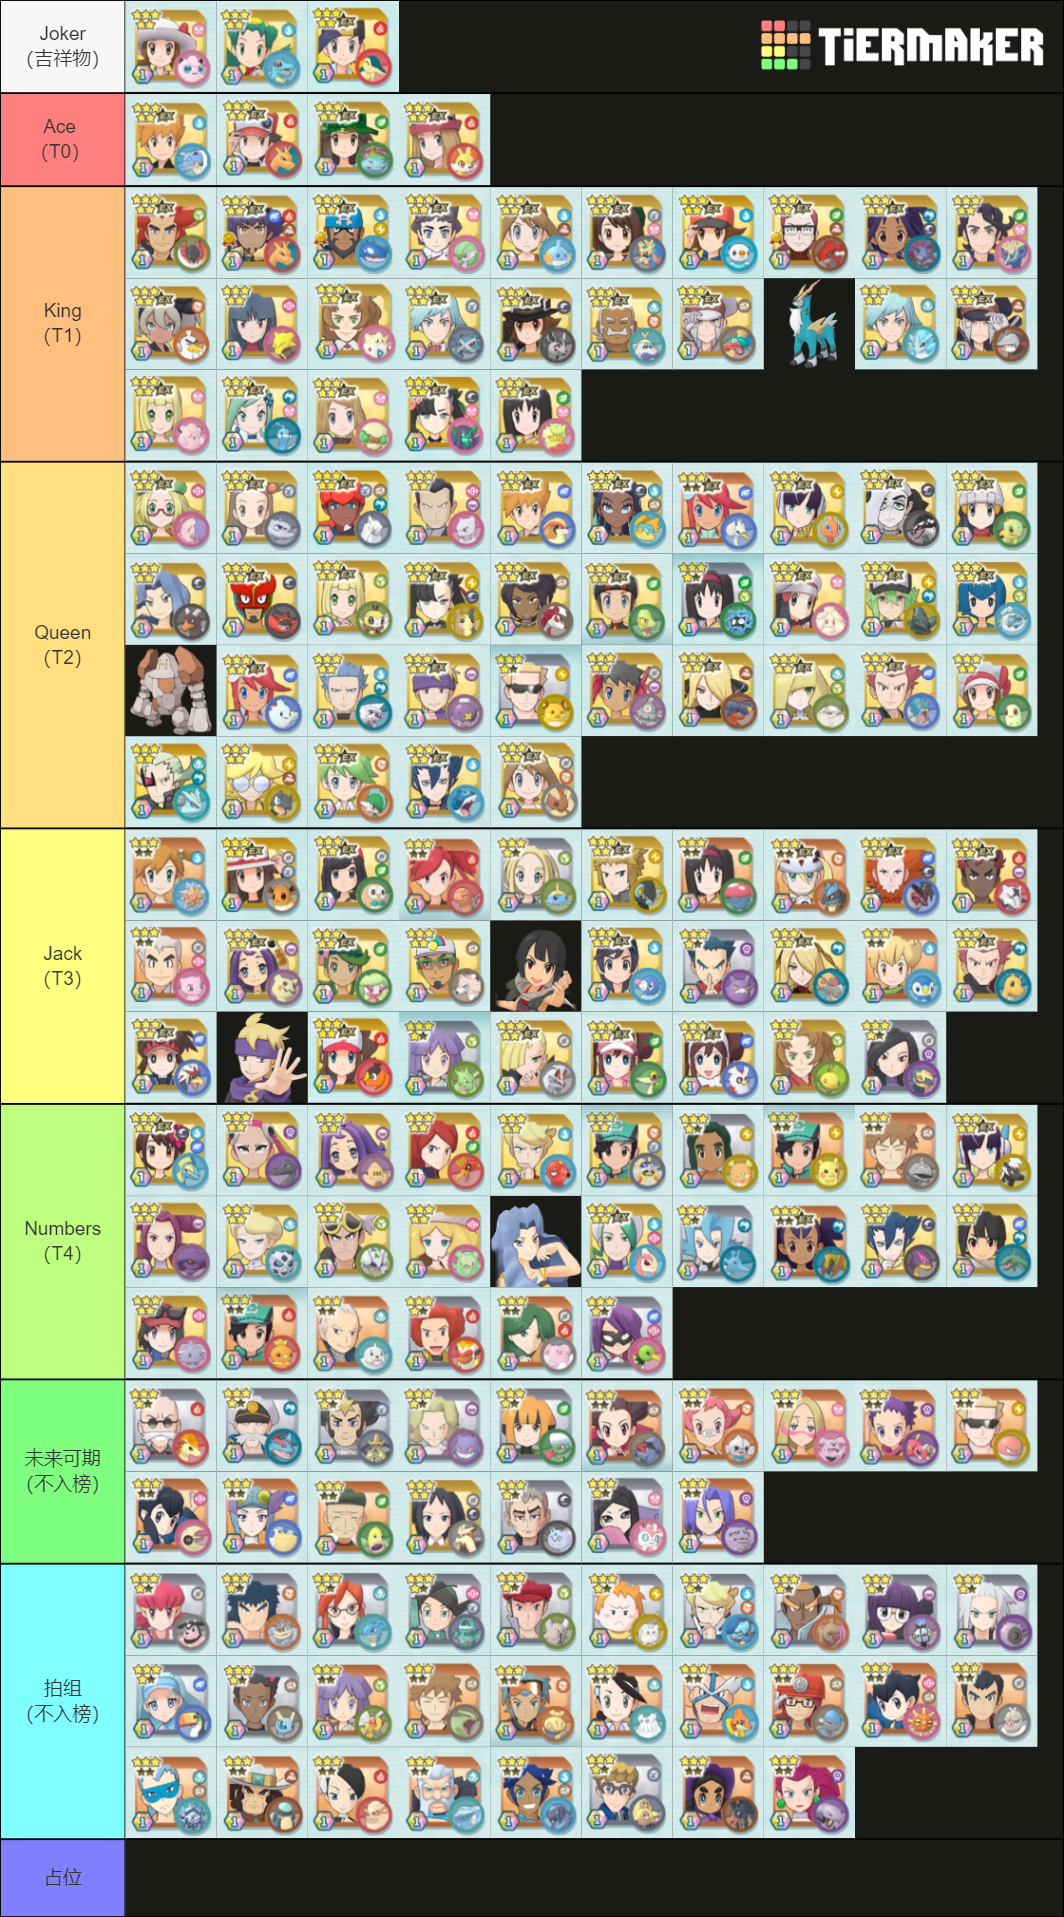 Joker
(吉祥物)
TiERMAKER
Ace
(T0)
King
(T1)
Queen
(T2)
Jack
(T3)
Numbers
(T4)
未来可期
(不入榜)
拍组
(不入榜)
占位